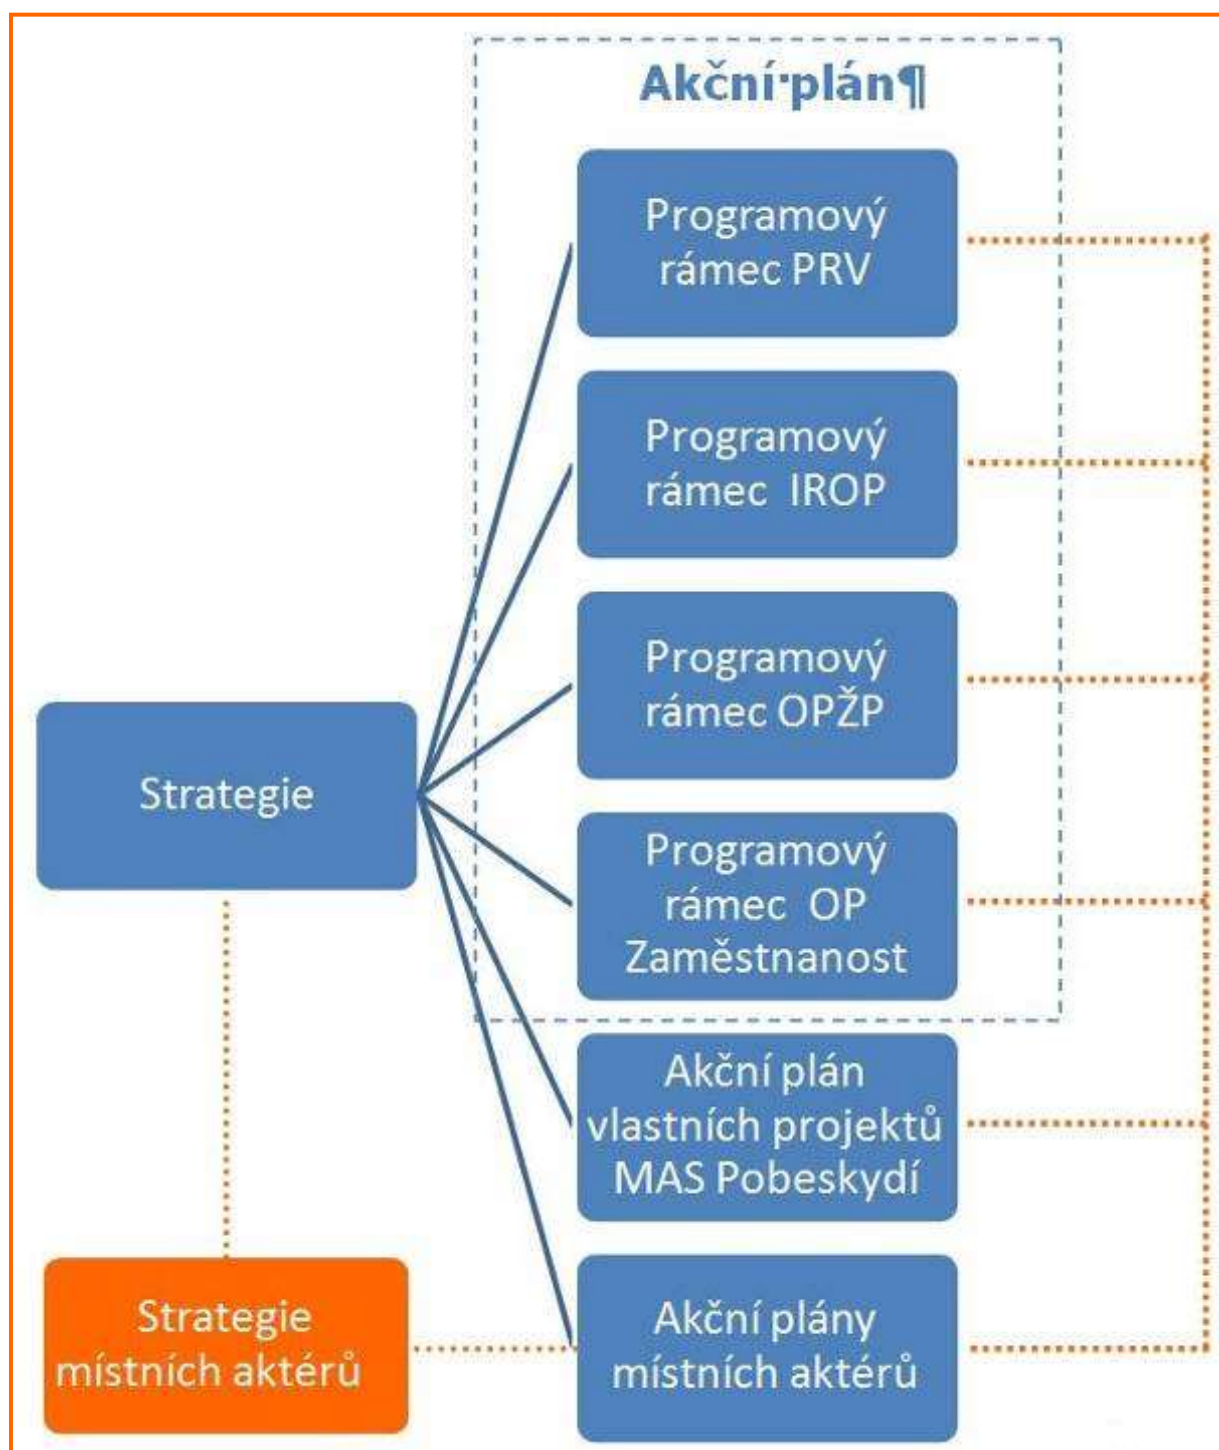 Akční·plán¶
Programový
rámec PRV
Programový
rámec  IROP
Programový
rámec OPŽP
Strategie
Programový
rámec  OP
Zaměstnanost
Akční plán
vlastních projektů
MAS Pobeskydí
Strategie
místních aktérů
Akční plány
místních aktérů